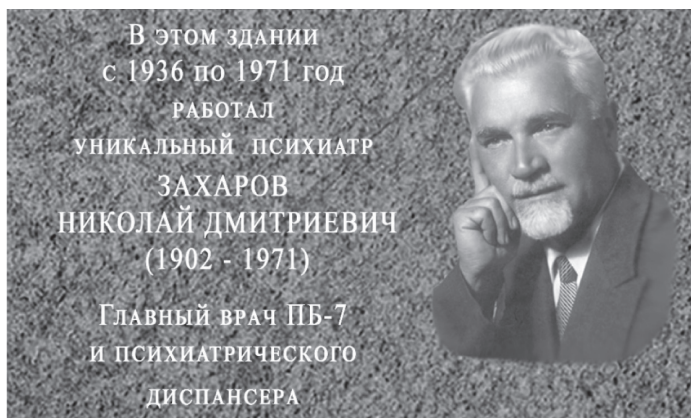 В этом здании
с 1936 по 1971 год
работал
уникальный психиатр
ЗАХАРОВ
НИКОЛАЙ ДМИТРИЕВИЧ
(1902 - 1971)
Главный врач ПБ-7
и психиатрического
диспансера